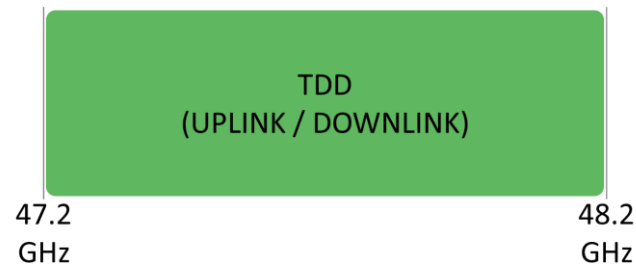 TDD
(UPLINK / DOWNLINK)
47.2
GHz
48.2
GHz